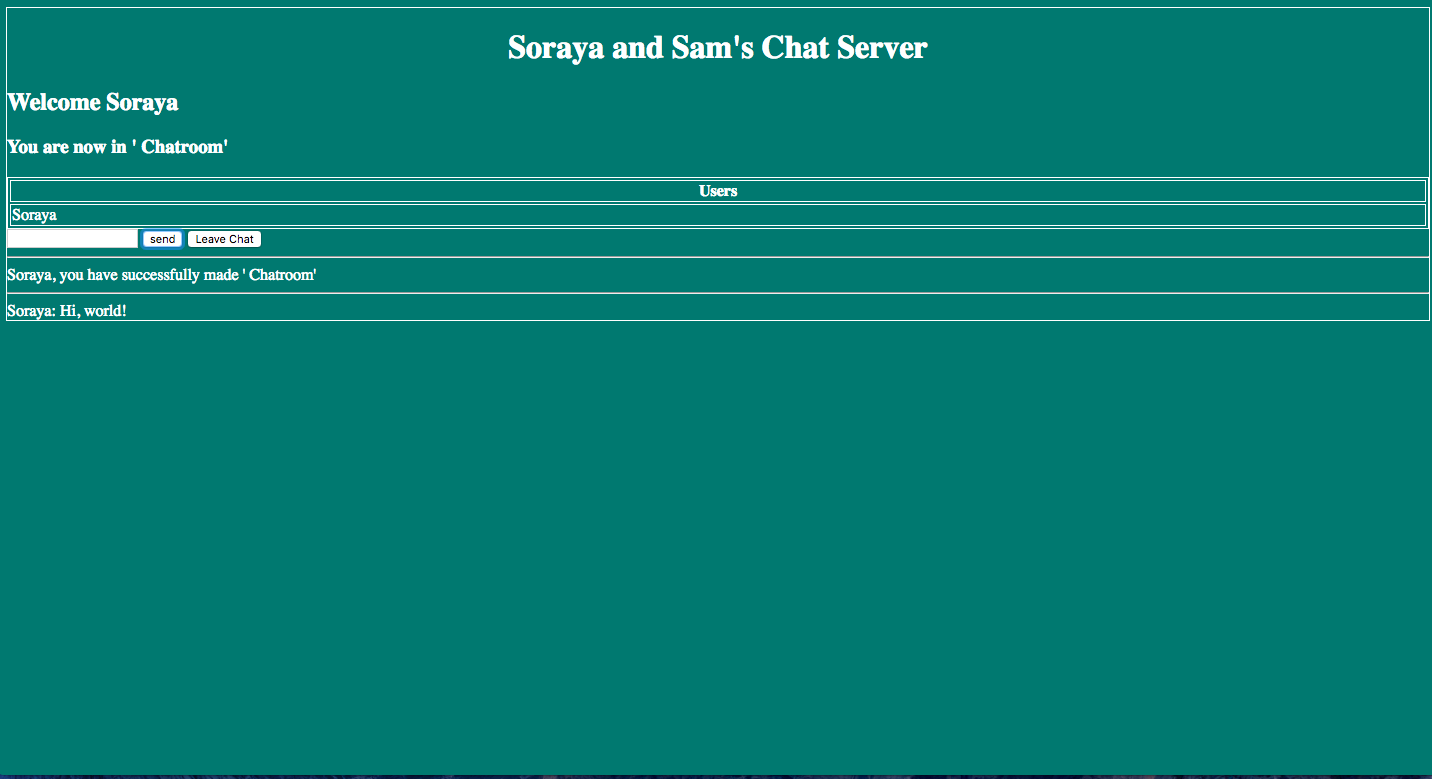 Soraya and Sam's Chat Server
Welcome Soraya
You are now in ' Chatroom'
Users
Soraya
send Leave Chat
Soraya, you have successfully made ' Chatroom'
Soraya: Hi, world!